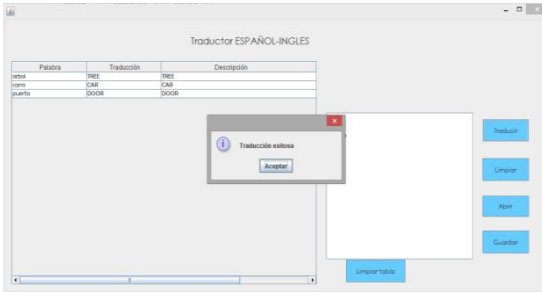 Traductor ESPAÑOL-INGLES
Palabra Traducción Descripción
arbol TREE TREE
carro CAR CAR
puerta DOOR DOOR
Traducción exitosa
Aceptar
Traducir
Limpiar
Abrir
Guardar
Limpiar tabla